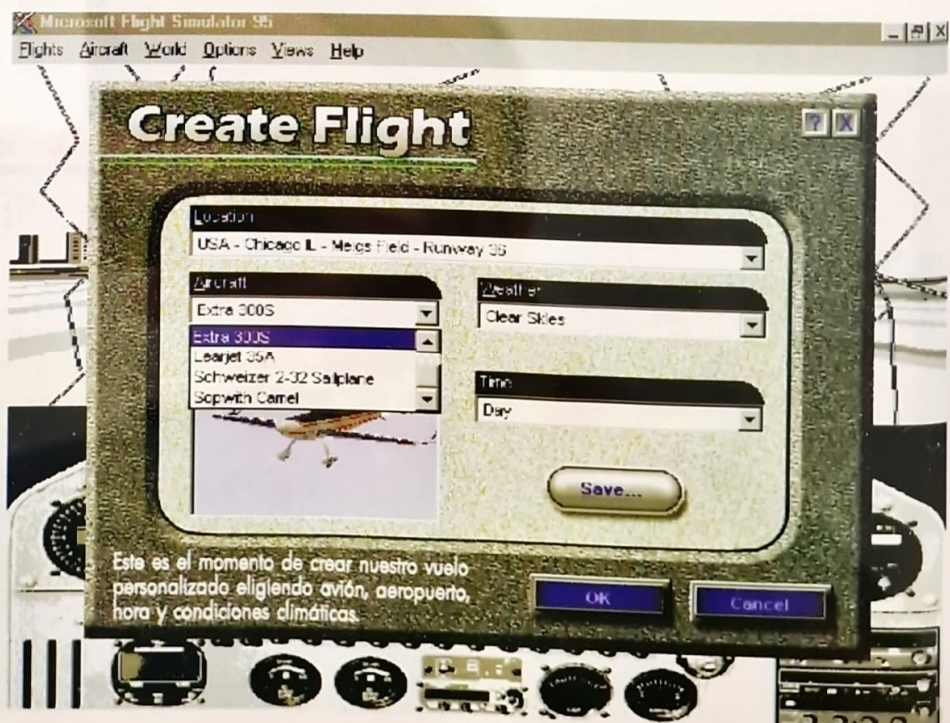 Microsoft Flight Simulator 95
Flights Aircraft World Options Views Help
Create Flight
? X
Location
USA - Chicago IL - Meigs Field - Runway 36
Aircraft
Extra 300S
Extra 300S
Learjet 35A
Schweizer 2-32 Sailplane
Sopwith Camel
Weather
Clear Skies
Time
Day
Save...
Este es el momento de crear nuestro vuelo
personalizado eligiendo avión, aeropuerto,
hora y condiciones climáticas.
OK Cancel